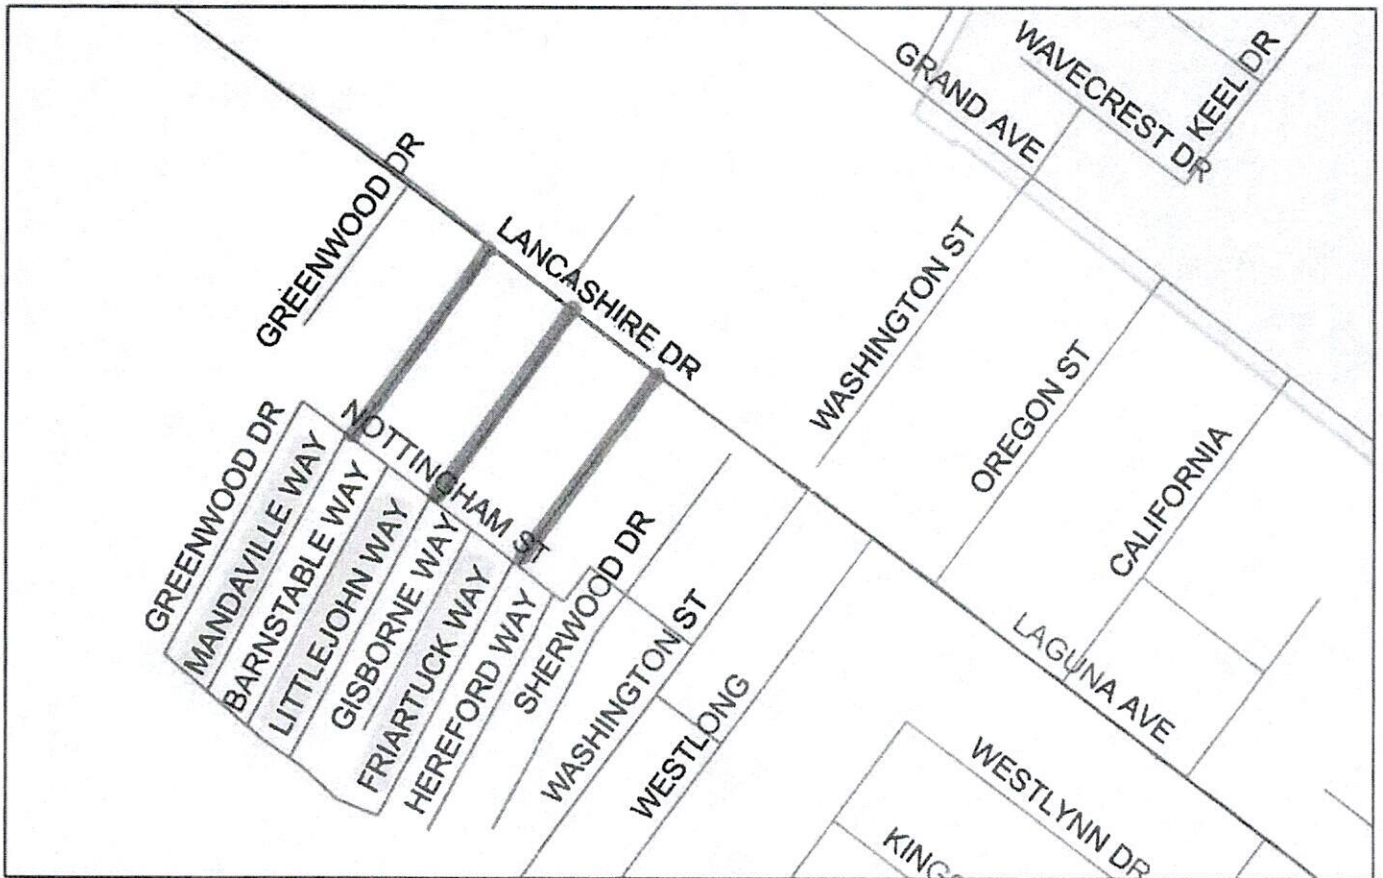 WAVECREST DR
KEEL DR
GRAND AVE
GREENWOOD DR
LANCASHIRE DR
WASHINGTON ST
OREGON ST
CALIFORNIA
NOTTINGHAM ST
GREENWOOD DR
MANDAVILLE WAY
BARNSTABLE WAY
LITTLEJOHN WAY
GISBORNE WAY
FRIARTUCK WAY
HEREFORD WAY
SHERWOOD DR
WASHINGTON ST
WESTLONG
LAGUNA AVE
WESTLYNN DR
KINGS